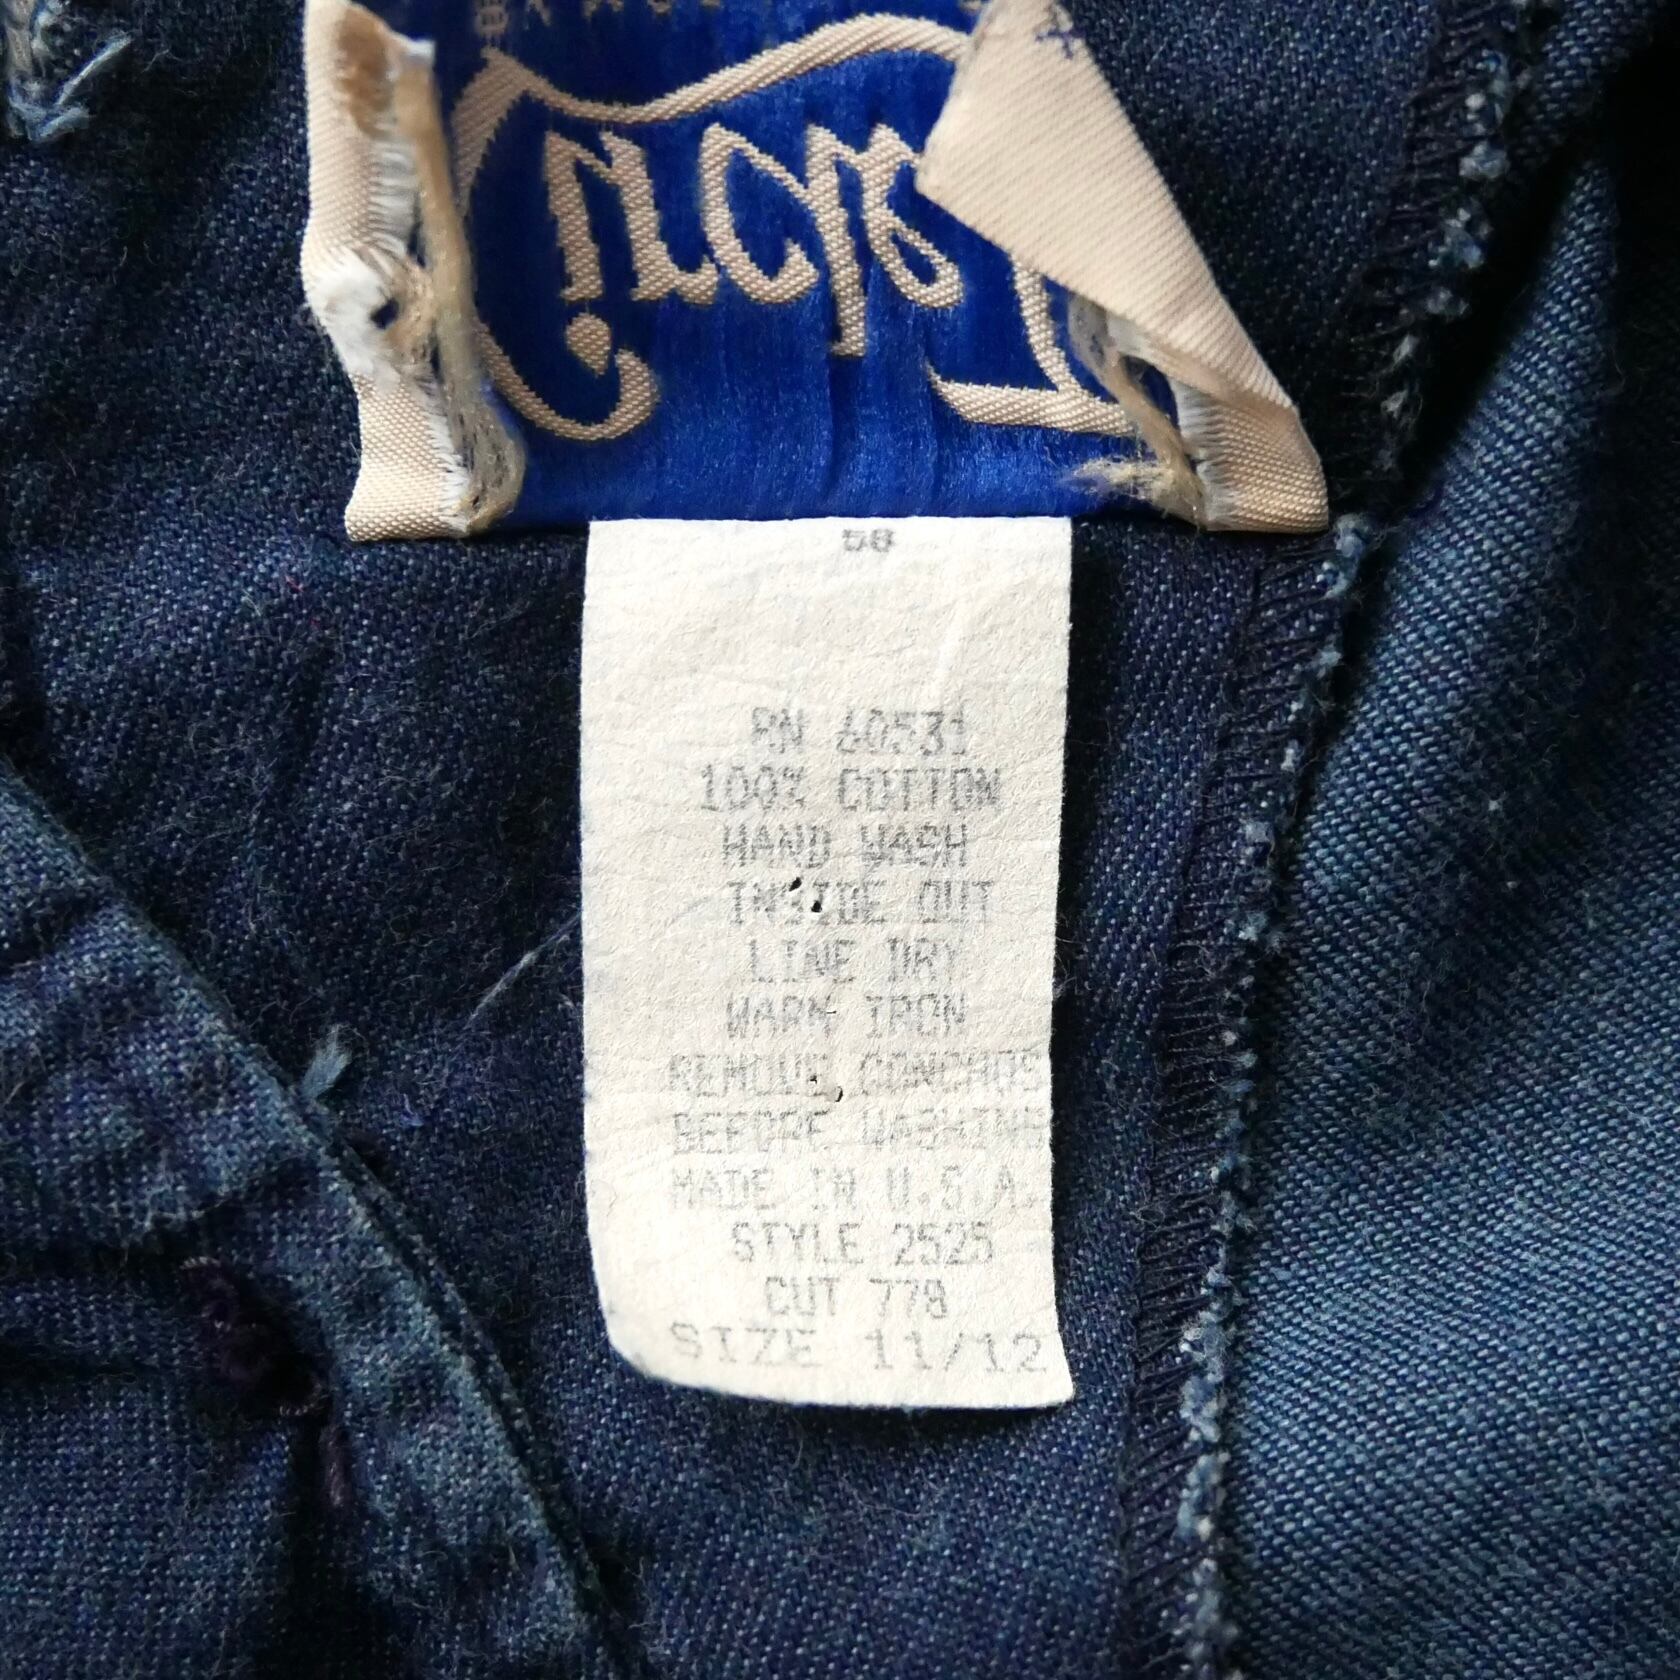 58
RN 60531
100% COTTON
HAND WASH
INSIDE OUT
LINE DRY
WARM IRON
REMOVE CONCHOS
BEFORE WASHING
MADE IN U.S.A.
STYLE 2525
CUT 778
SIZE 11/12